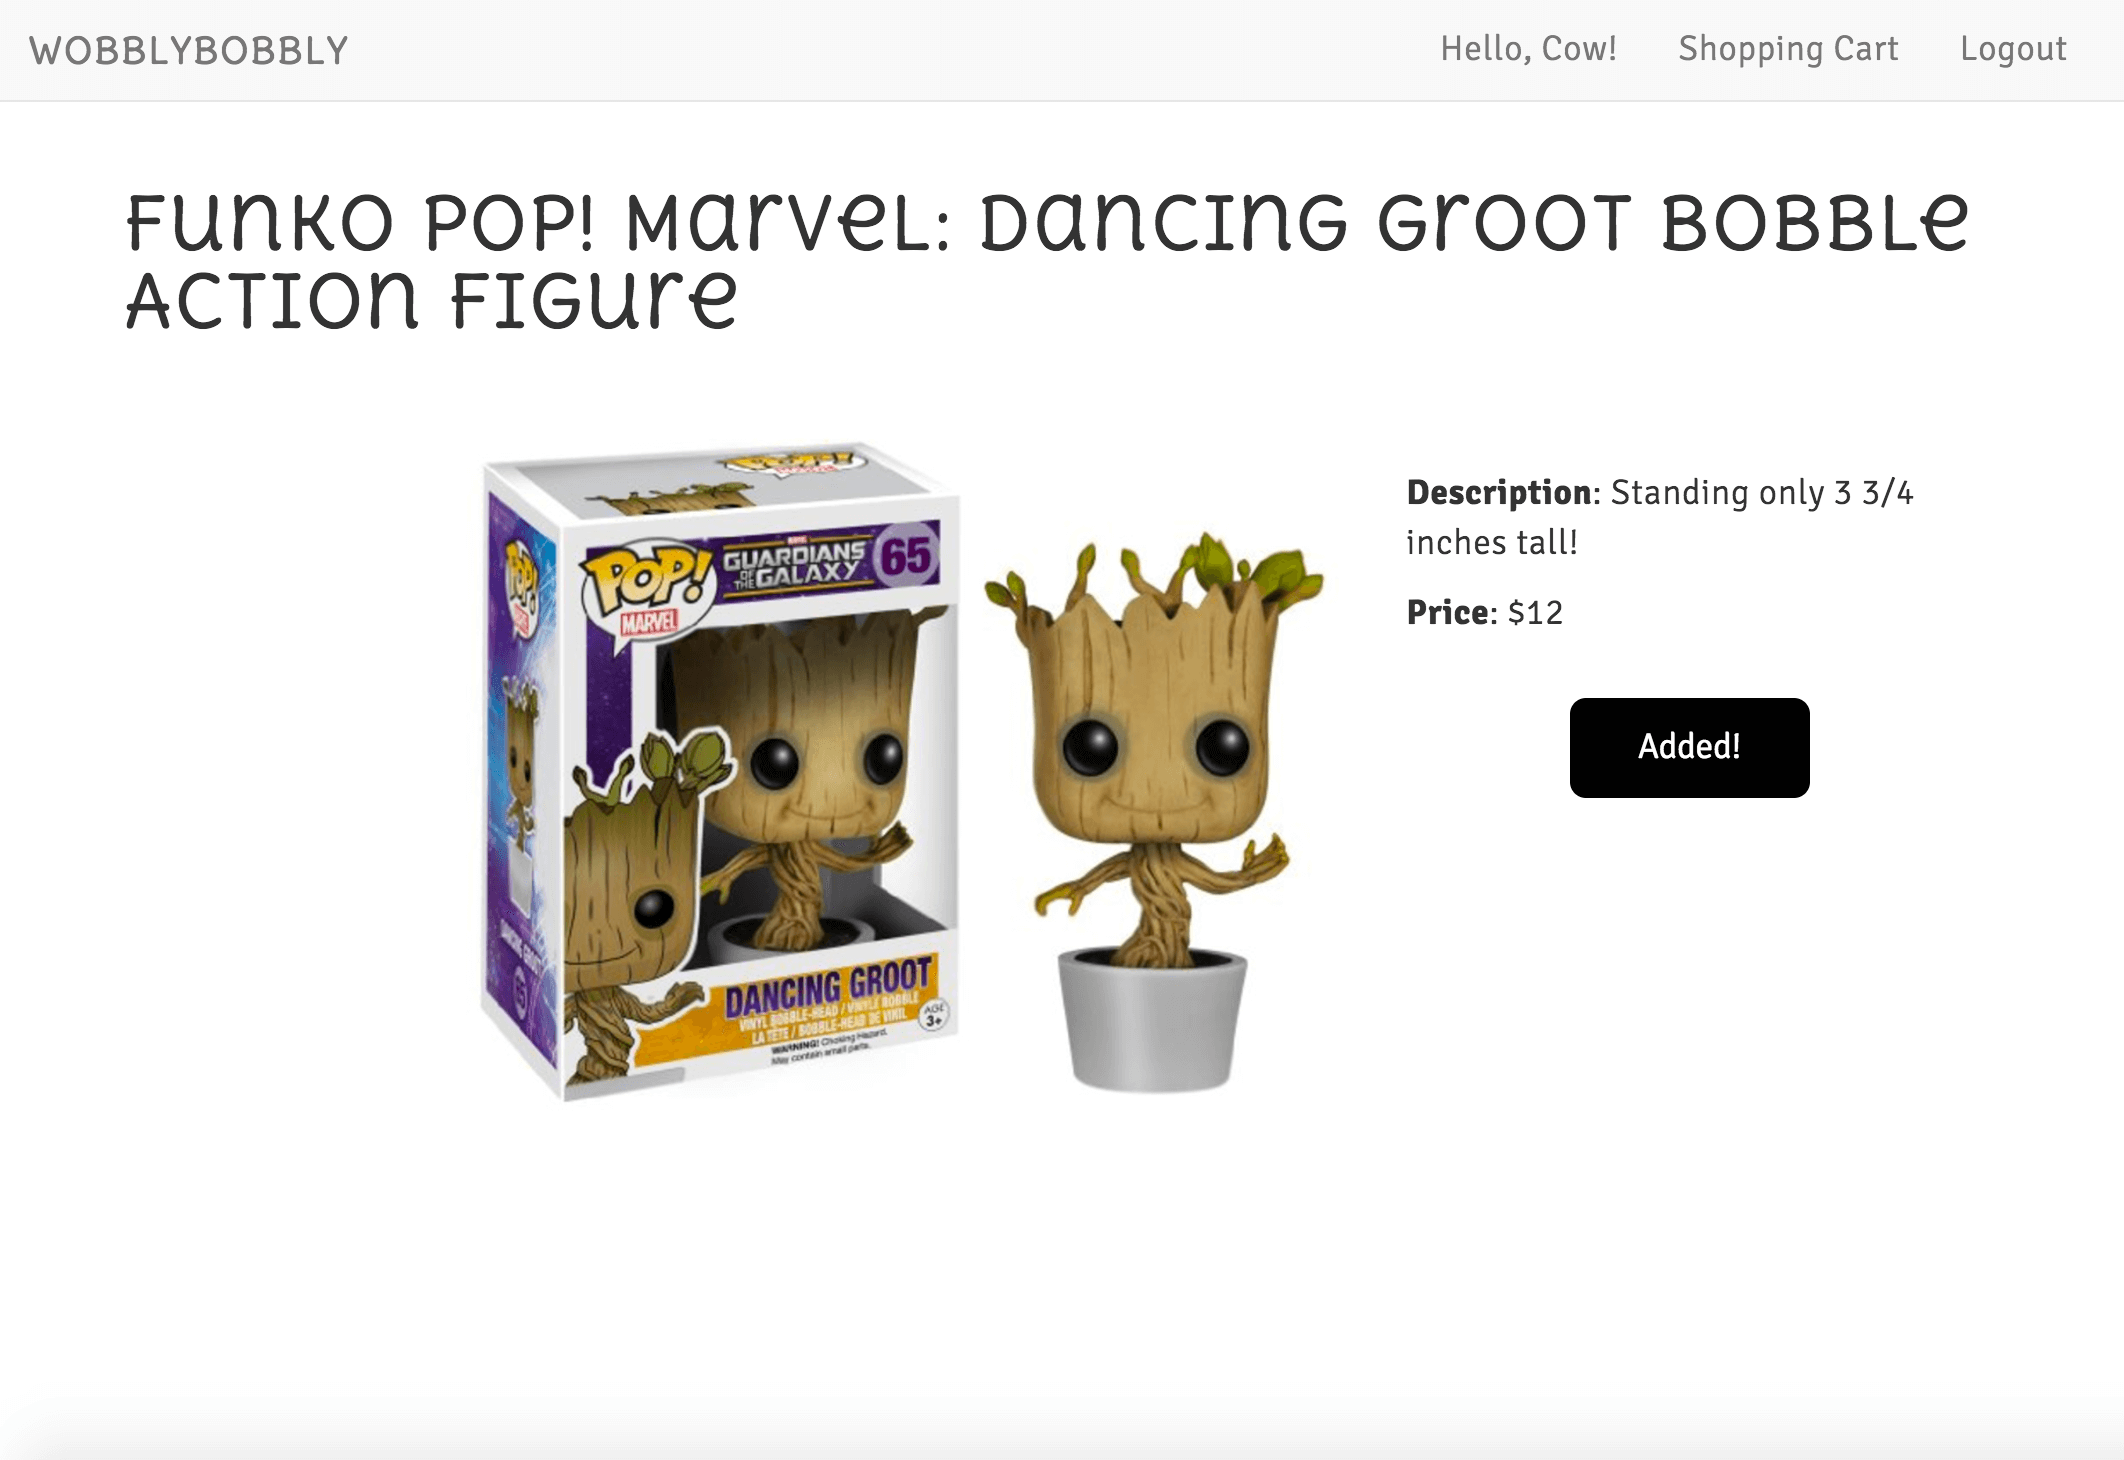 WOBBLYBOBBLY
Hello, Cow!
Shopping Cart
Logout
Funko POP! Marvel: Dancing Groot Bobble
Action Figure
Description: Standing only 3 3/4
inches tall!
Price: $12
Added!
POP!
MARVEL
GUARDIANS
OF THE GALAXY
65
POP!
DANCING GROOT
VINYL BOBBLE-HEAD / VINYLE BOBBLE
LA TÊTE / BOBBLE-HEAD DE VINIL
AGE
3+
WARNING! Choking Hazard.
May contain small parts.